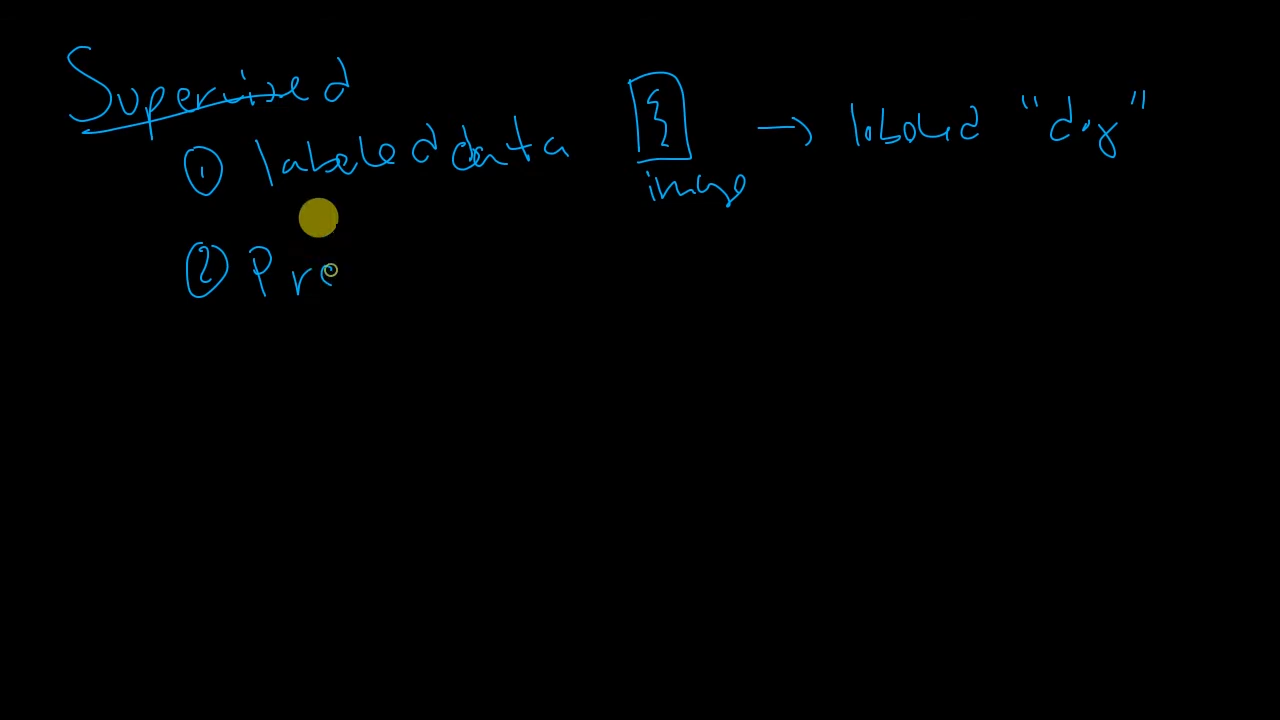 Supervised
① labeled data
image → labeled "dog"
② Pre